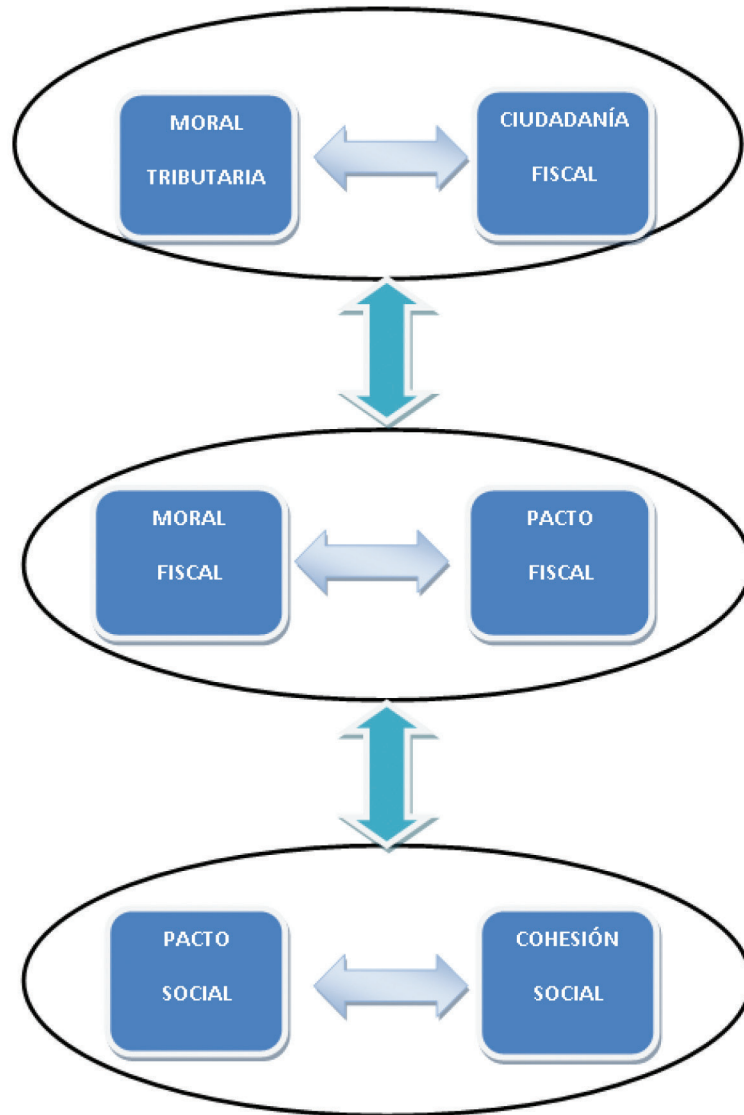 MORAL
TRIBUTARIA
CIUDADANÍA
FISCAL
MORAL
FISCAL
PACTO
FISCAL
PACTO
SOCIAL
COHESIÓN
SOCIAL